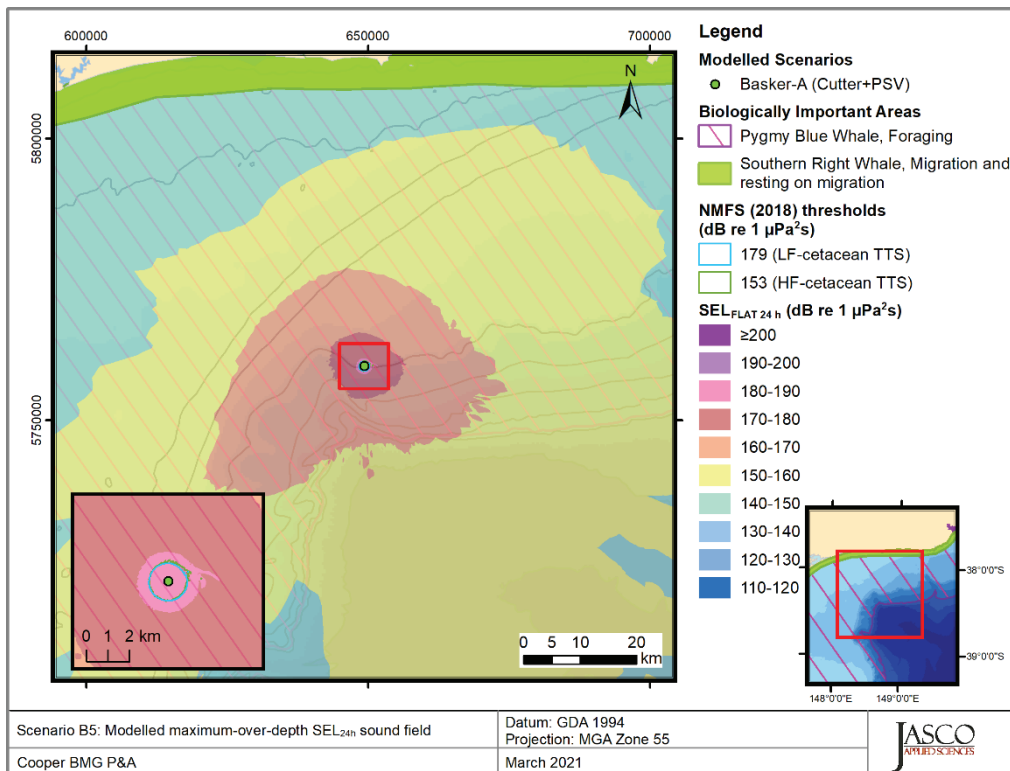 600000
650000
700000
5800000
5750000
N
0 1 2 km
0 5 10 20
km
Legend
Modelled Scenarios
Basker-A (Cutter+PSV)
Biologically Important Areas
Pygmy Blue Whale, Foraging
Southern Right Whale, Migration and
resting on migration
NMFS (2018) thresholds
(dB re 1 µPa²s)
179 (LF-cetacean TTS)
153 (HF-cetacean TTS)
SEL FLAT 24 h (dB re 1 µPa²s)
≥200
190-200
180-190
170-180
160-170
150-160
140-150
130-140
120-130
110-120
38°0'0"S
39°0'0"S
148°0'0"E
149°0'0"E
Scenario B5: Modelled maximum-over-depth SEL24h sound field
Datum: GDA 1994
Projection: MGA Zone 55
Cooper BMG P&A
March 2021
JASCO
APPLIED SCIENCES